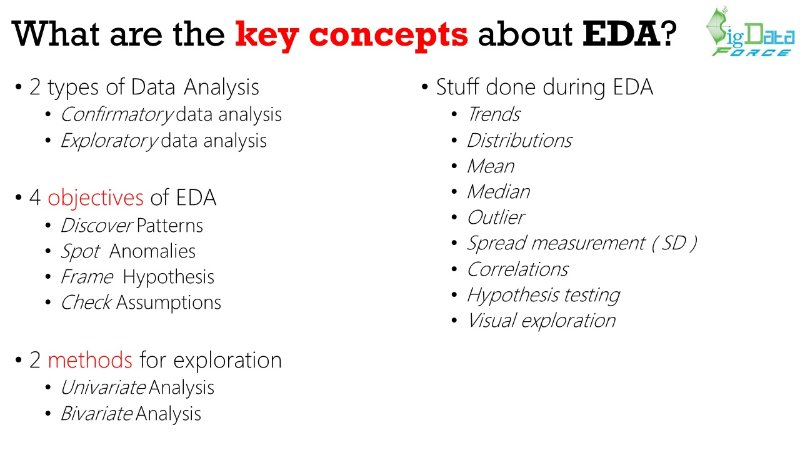 What are the key concepts about EDA?
SigData
FORCE
• 2 types of Data Analysis
• Confirmatory data analysis
• Exploratory data analysis
• 4 objectives of EDA
• Discover Patterns
• Spot Anomalies
• Frame Hypothesis
• Check Assumptions
• 2 methods for exploration
• Univariate Analysis
• Bivariate Analysis
• Stuff done during EDA
• Trends
• Distributions
• Mean
• Median
• Outlier
• Spread measurement ( SD )
• Correlations
• Hypothesis testing
• Visual exploration